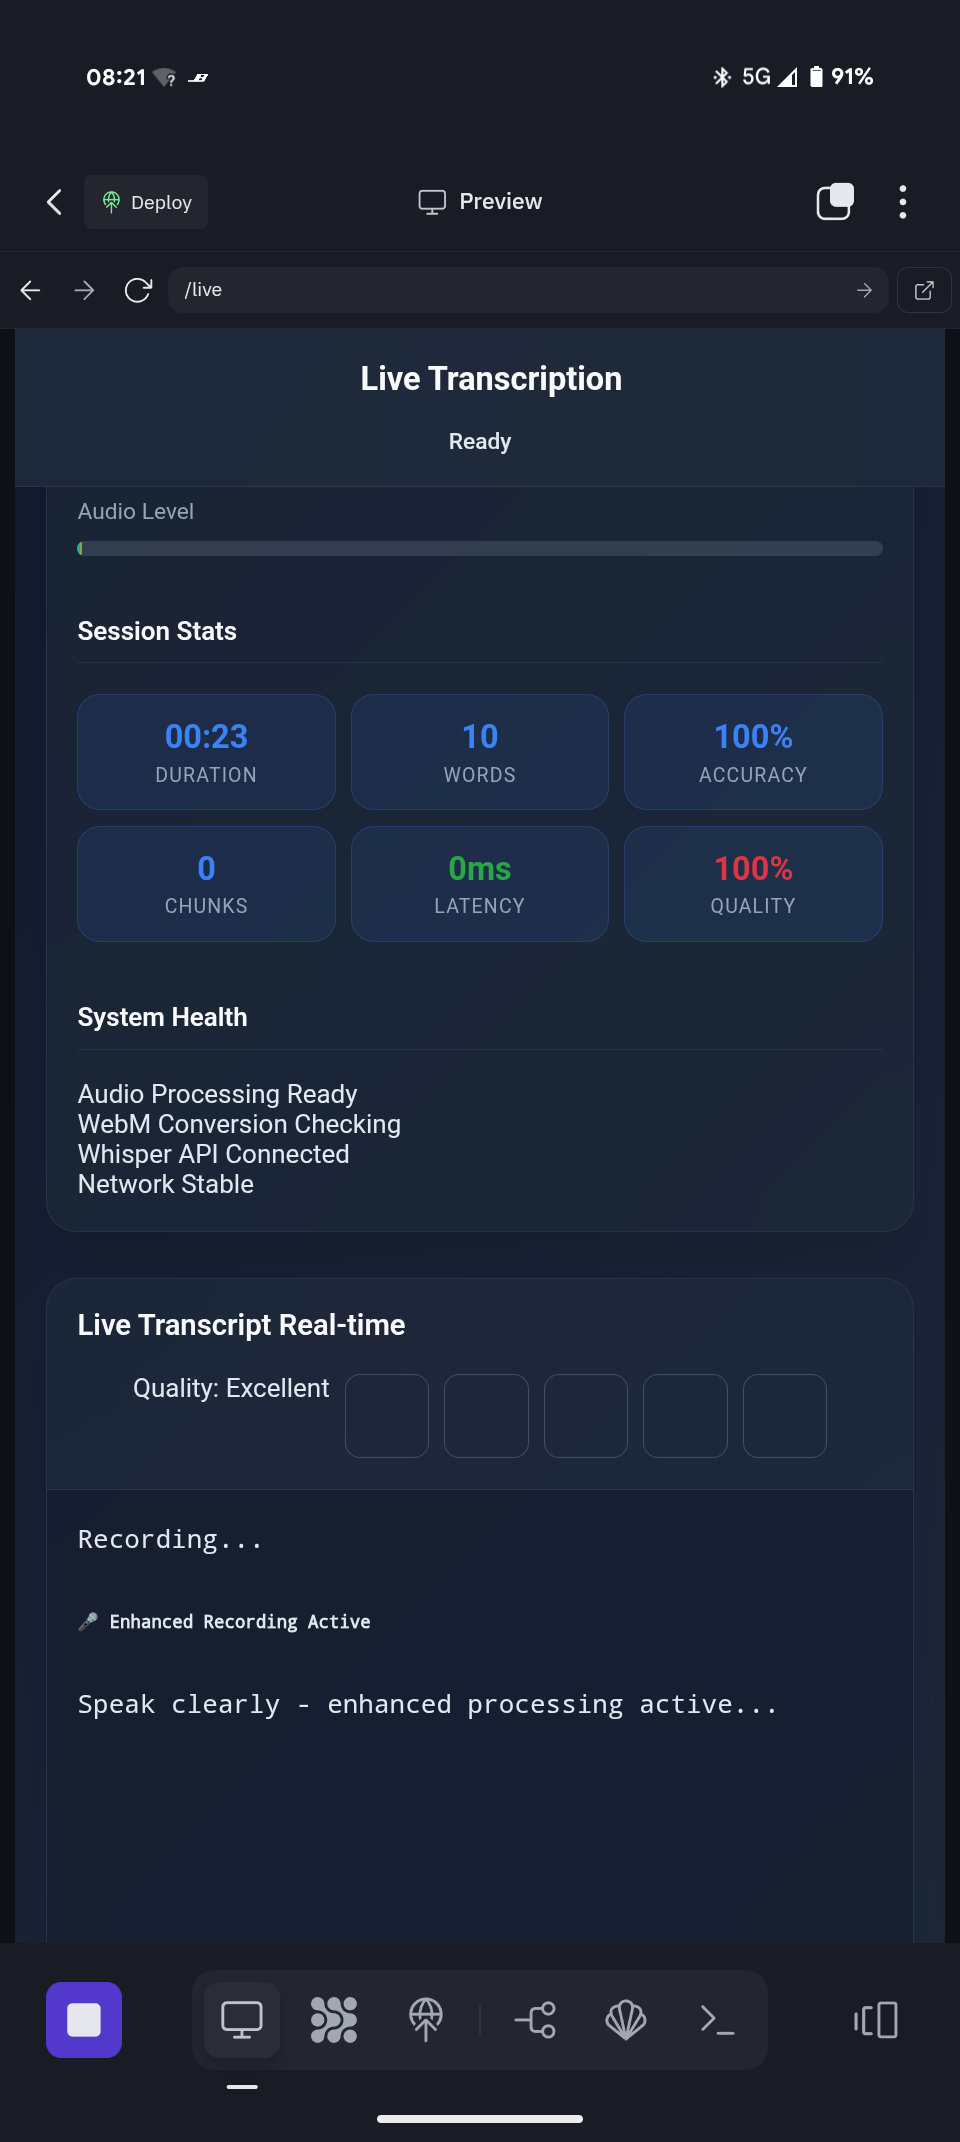 08:21
5G 91%
Deploy
Preview
/live
Live Transcription
Ready
Audio Level
Session Stats
00:23 10 100%
DURATION WORDS ACCURACY
0 0ms 100%
CHUNKS LATENCY QUALITY
System Health
Audio Processing Ready
WebM Conversion Checking
Whisper API Connected
Network Stable
Live Transcript Real-time
Quality: Excellent
Recording...
🎤 Enhanced Recording Active
Speak clearly - enhanced processing active...